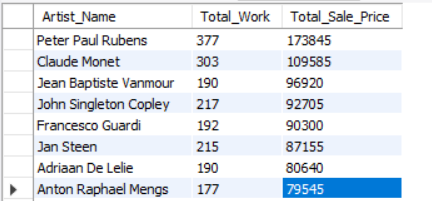 Artist_Name Total_Work Total_Sale_Price
Peter Paul Rubens 377 173845
Claude Monet 303 109585
Jean Baptiste Vanmour 190 96920
John Singleton Copley 217 92705
Francesco Guardi 192 90300
Jan Steen 215 87155
Adriaan De Lelie 190 80640
Anton Raphael Mengs 177 79545